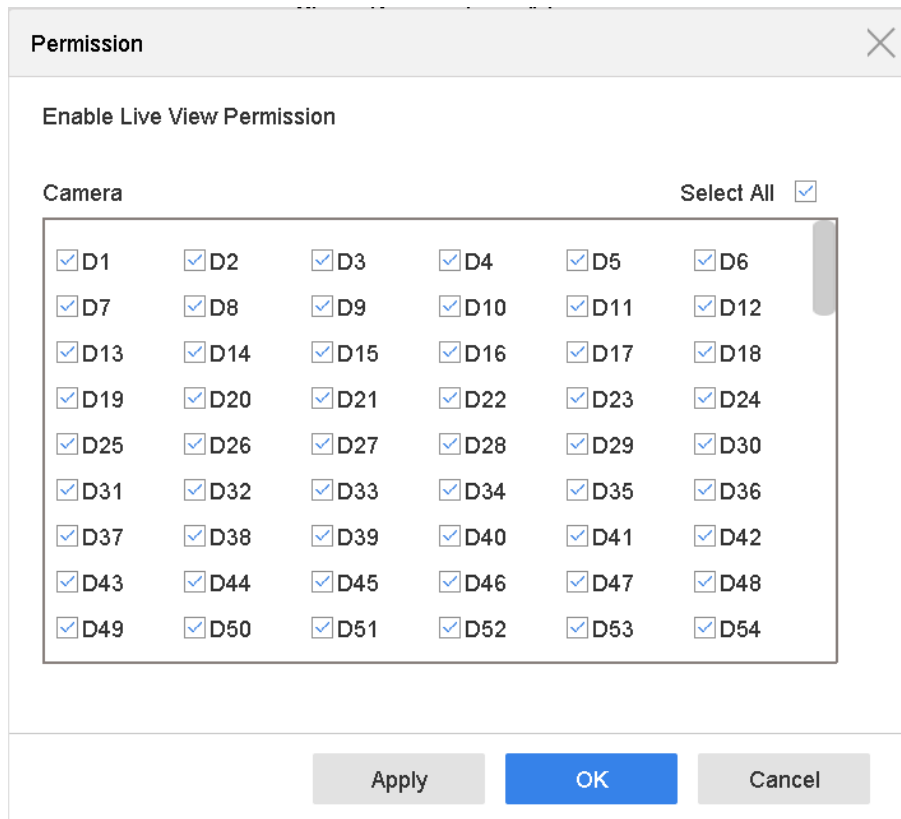 Permission
Enable Live View Permission
Camera Select All
D1 D2 D3 D4 D5 D6
D7 D8 D9 D10 D11 D12
D13 D14 D15 D16 D17 D18
D19 D20 D21 D22 D23 D24
D25 D26 D27 D28 D29 D30
D31 D32 D33 D34 D35 D36
D37 D38 D39 D40 D41 D42
D43 D44 D45 D46 D47 D48
D49 D50 D51 D52 D53 D54
Apply OK Cancel